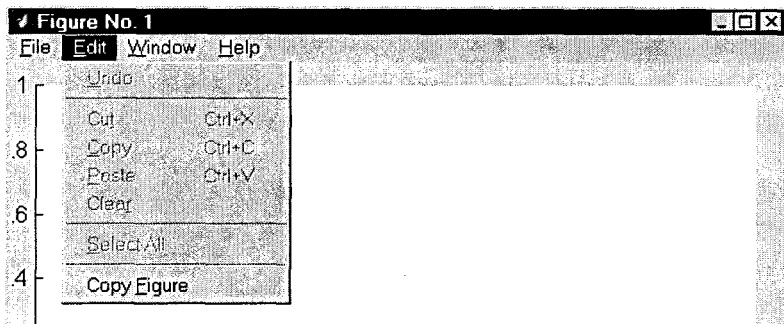 Figure No. 1
File Edit Window Help
Undo
1
Cut Ctrl+X
.8
Copy Ctrl+C
Paste Ctrl+V
Clear
.6
Select All
.4
Copy Figure